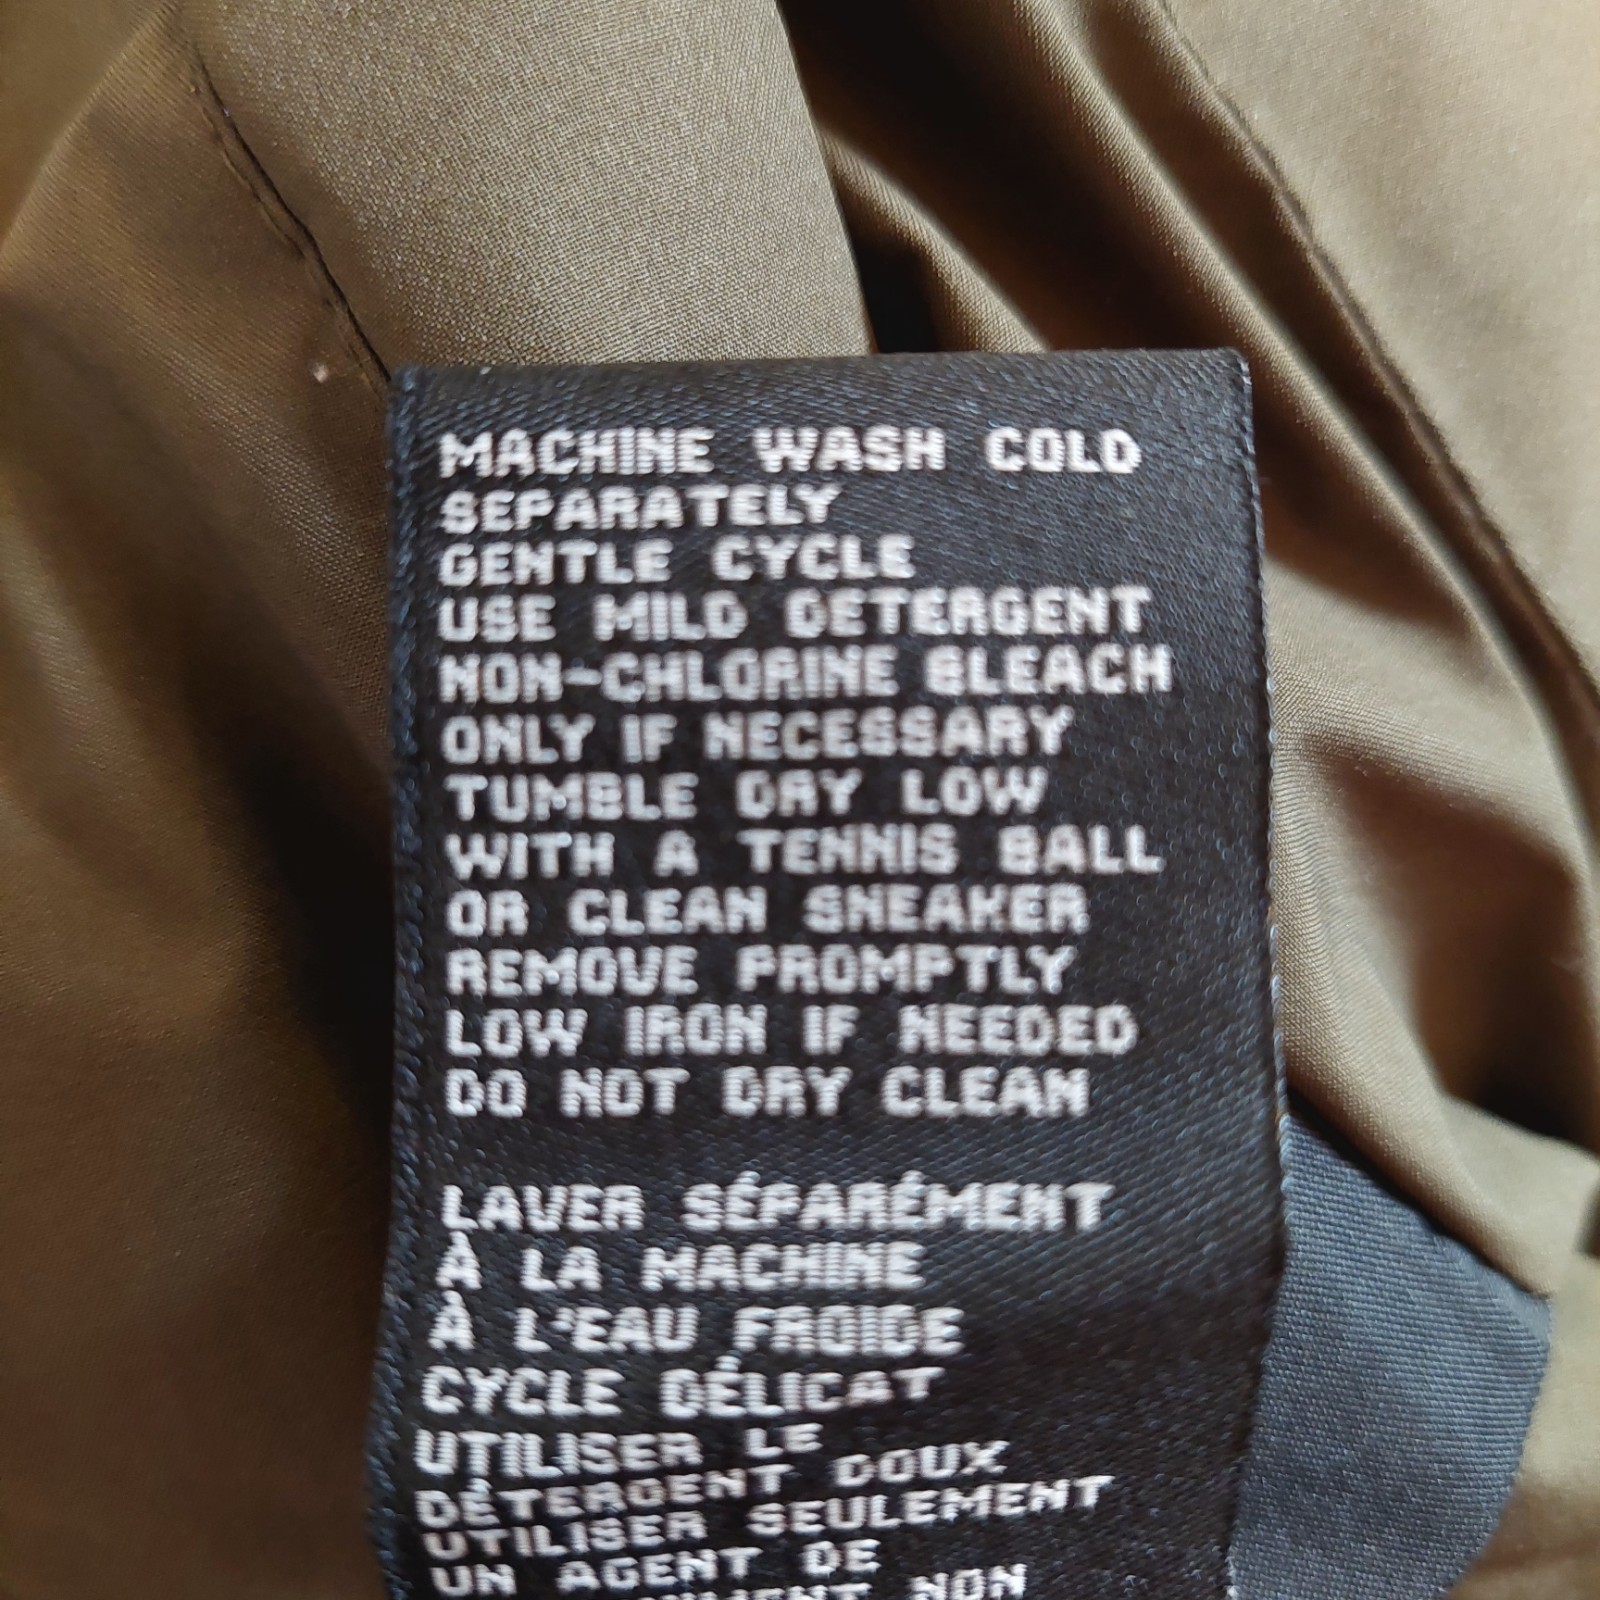 MACHINE WASH COLD
SEPARATELY
GENTLE CYCLE
USE MILD DETERGENT
NON-CHLORINE BLEACH
ONLY IF NECESSARY
TUMBLE DRY LOW
WITH A TENNIS BALL
OR CLEAN SNEAKER
REMOVE PROMPTLY
LOW IRON IF NEEDED
DO NOT DRY CLEAN
LAVER SÉPARÉMENT
À LA MACHINE
À L'EAU FROIDE
CYCLE DÉLICAT
UTILISER LE
DÉTERGENT DOUX
UTILISER SEULEMENT
UN AGENT DE
NON